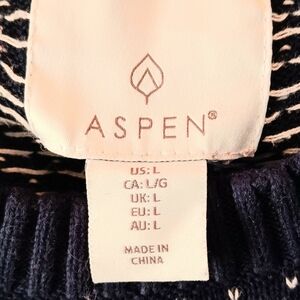 ASPEN®
US: L
CA: L/G
UK: L
EU: L
AU: L
MADE IN
CHINA